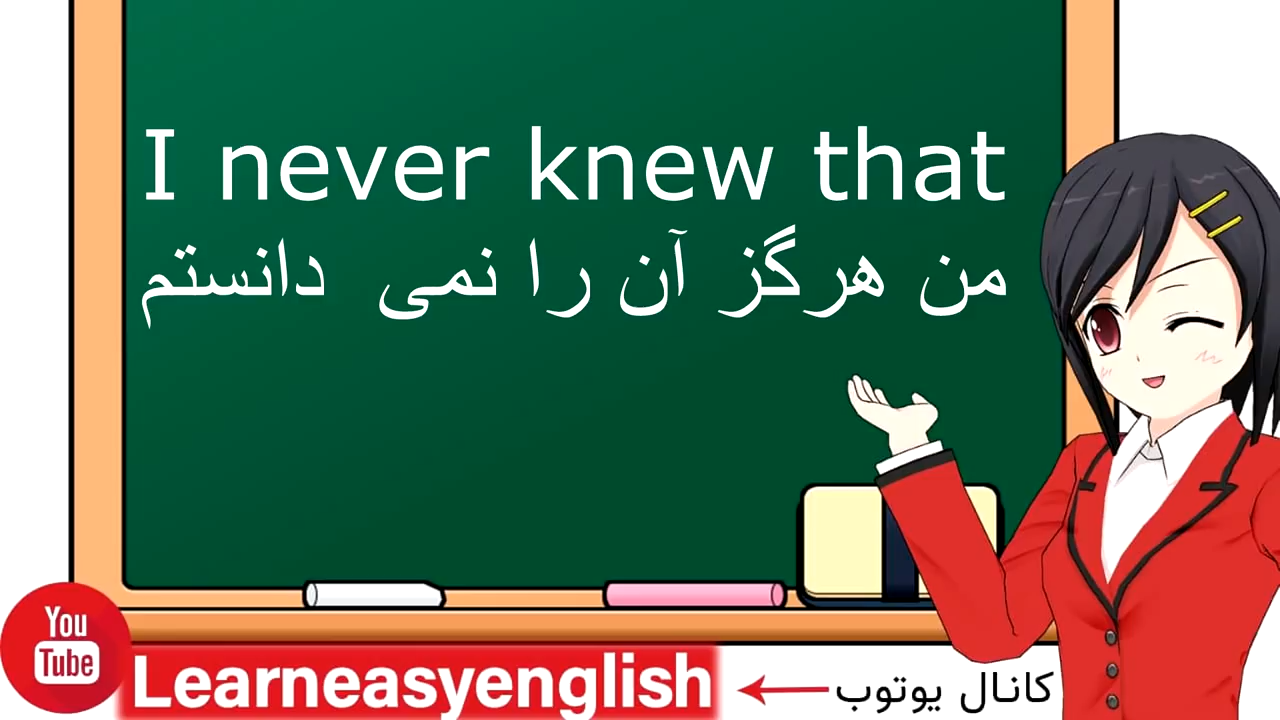 I never knew that
من هرگز آن را نمی دانستم
You
Tube
Learneasyenglish
کانال یوتوب